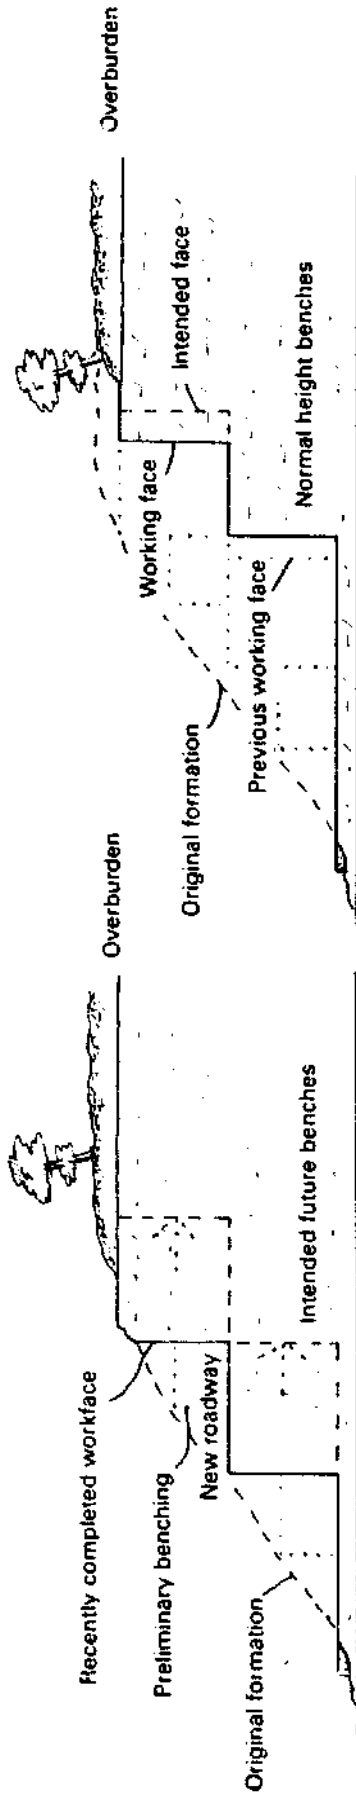 Recently completed workface
Preliminary benching
New roadway
Original formation
Intended future benches
Overburden
Original formation
Previous working face
Working face
Intended face
Normal height benches
Overburden